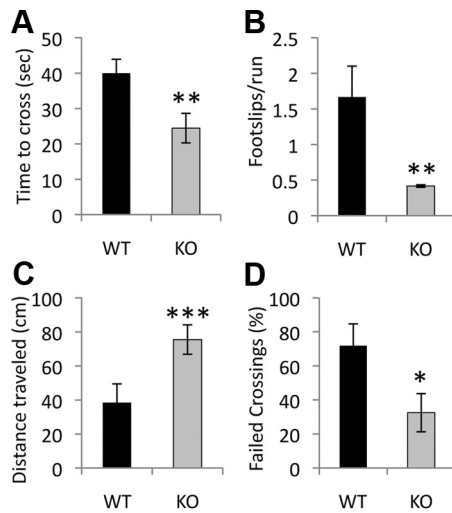 A
Time to cross (sec)
50
40
30
20
10
0
**
WT KO
B
Footslips/run
2.5
2
1.5
1
0.5
0
**
WT KO
C
Distance traveled (cm)
100
80
60
40
20
0
***
WT KO
D
Failed Crossings (%)
100
80
60
40
20
0
*
WT KO